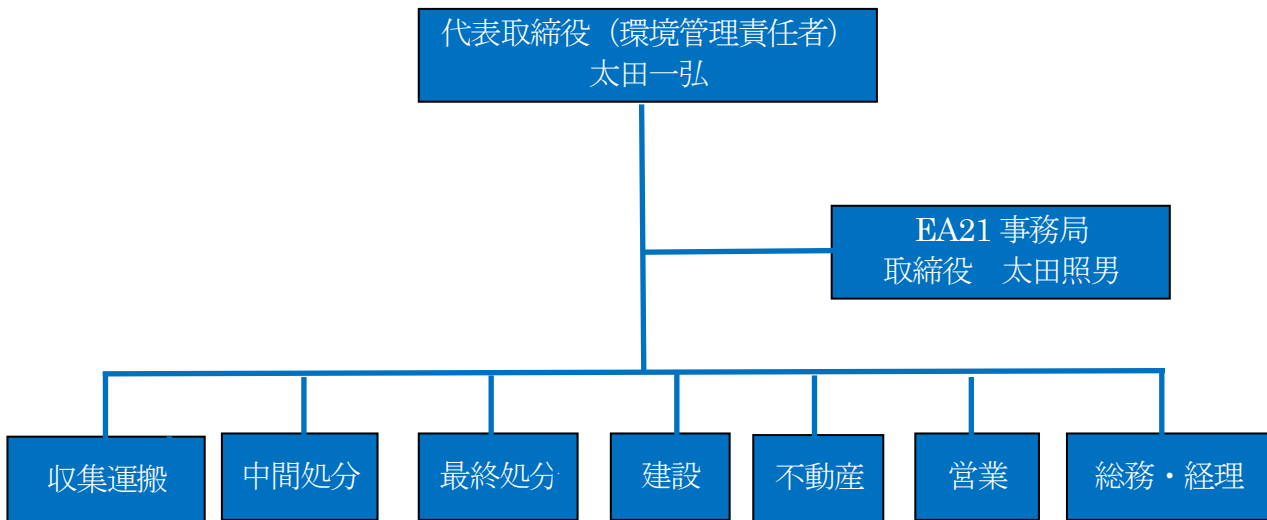 代表取締役（環境管理責任者）
太田一弘
EA21 事務局
取締役　太田照男
収集運搬
中間処分
最終処分
建設
不動産
営業
総務・経理